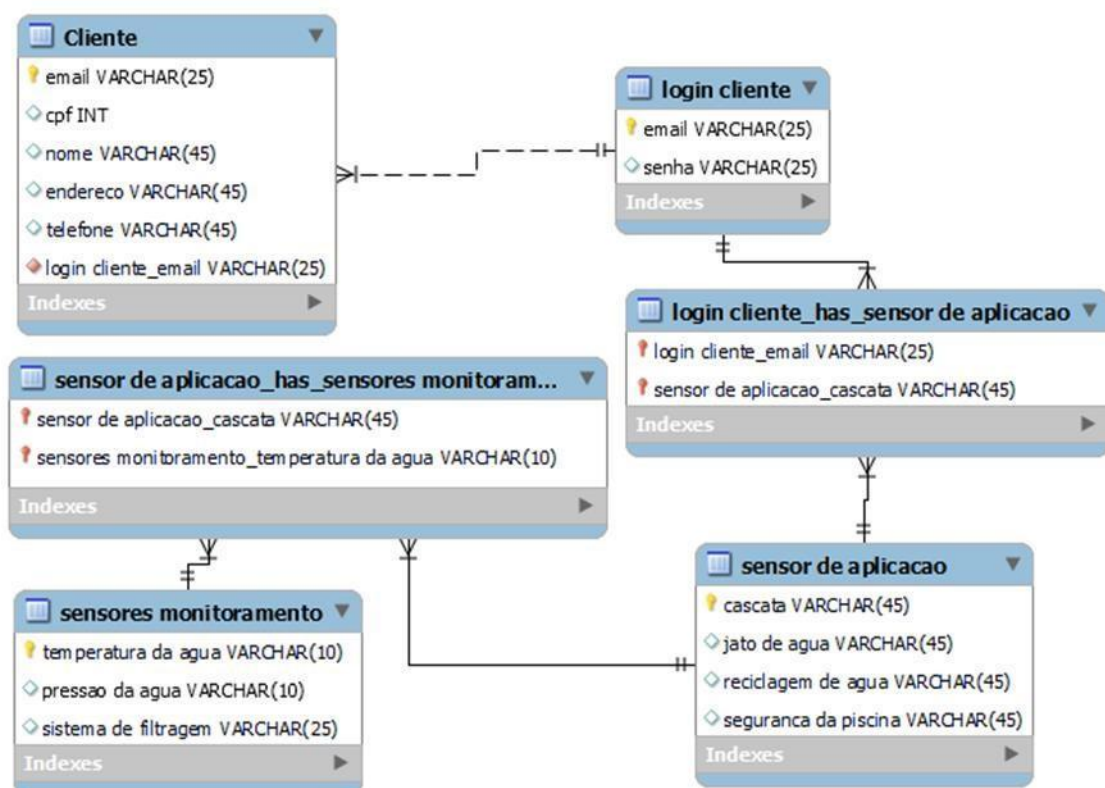 Cliente
email VARCHAR(25)
cpf INT
nome VARCHAR(45)
endereco VARCHAR(45)
telefone VARCHAR(45)
login cliente_email VARCHAR(25)
Indexes
login cliente
email VARCHAR(25)
senha VARCHAR(25)
Indexes
login cliente_has_sensor de aplicacao
login cliente_email VARCHAR(25)
sensor de aplicacao_cascata VARCHAR(45)
Indexes
sensor de aplicacao_has_sensores monitoram...
sensor de aplicacao_cascata VARCHAR(45)
sensores monitoramento_temperatura da agua VARCHAR(10)
Indexes
sensores monitoramento
temperatura da agua VARCHAR(10)
pressao da agua VARCHAR(10)
sistema de filtragem VARCHAR(25)
Indexes
sensor de aplicacao
cascata VARCHAR(45)
jato de agua VARCHAR(45)
reciclagem de agua VARCHAR(45)
seguranca da piscina VARCHAR(45)
Indexes